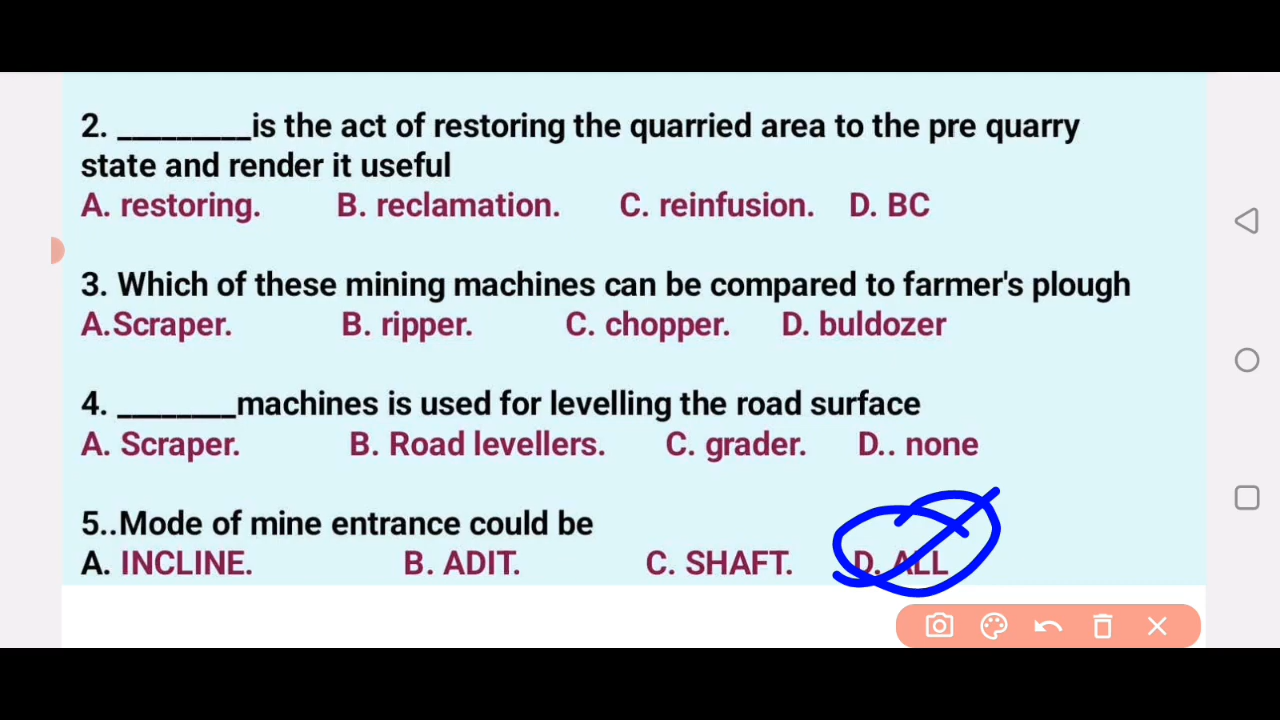 2. _________is the act of restoring the quarried area to the pre quarry
state and render it useful
A. restoring. B. reclamation. C. reinfusion. D. BC
3. Which of these mining machines can be compared to farmer's plough
A.Scraper. B. ripper. C. chopper. D. buldozer
4. ________machines is used for levelling the road surface
A. Scraper. B. Road levellers. C. grader. D.. none
5..Mode of mine entrance could be
A. INCLINE. B. ADIT. C. SHAFT. D. ALL